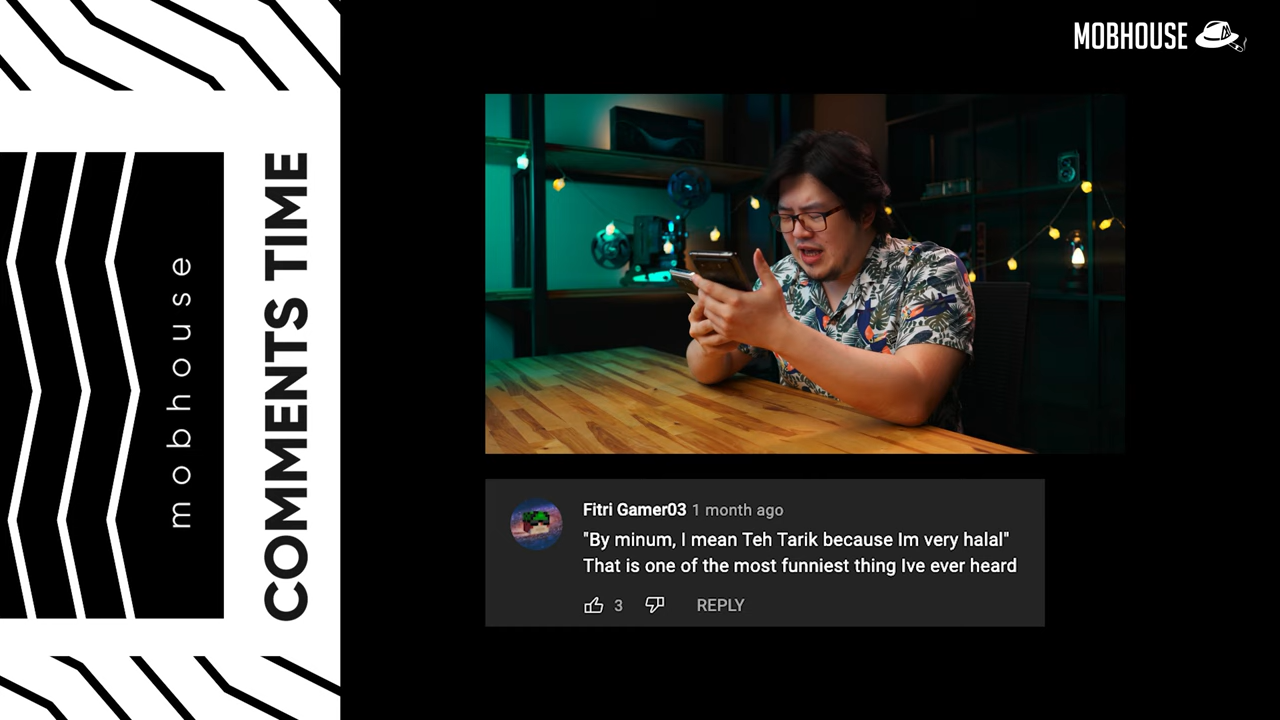 MOBHOUSE
mobhouse
COMMENTS TIME
Fitri Gamer03 1 month ago
"By minum, I mean Teh Tarik because Im very halal"
That is one of the most funniest thing Ive ever heard
3 REPLY